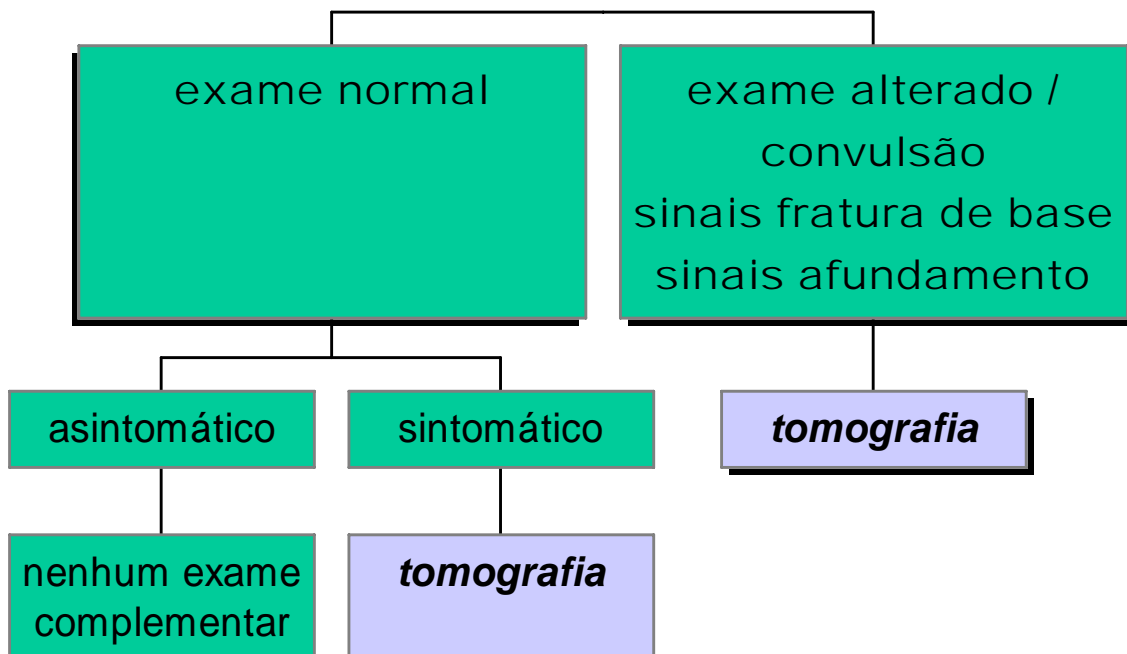 exame normal
exame alterado /
convulsão
sinais fratura de base
sinais afundamento
asintomático
sintomático
tomografia
nenhum exame
complementar
tomografia